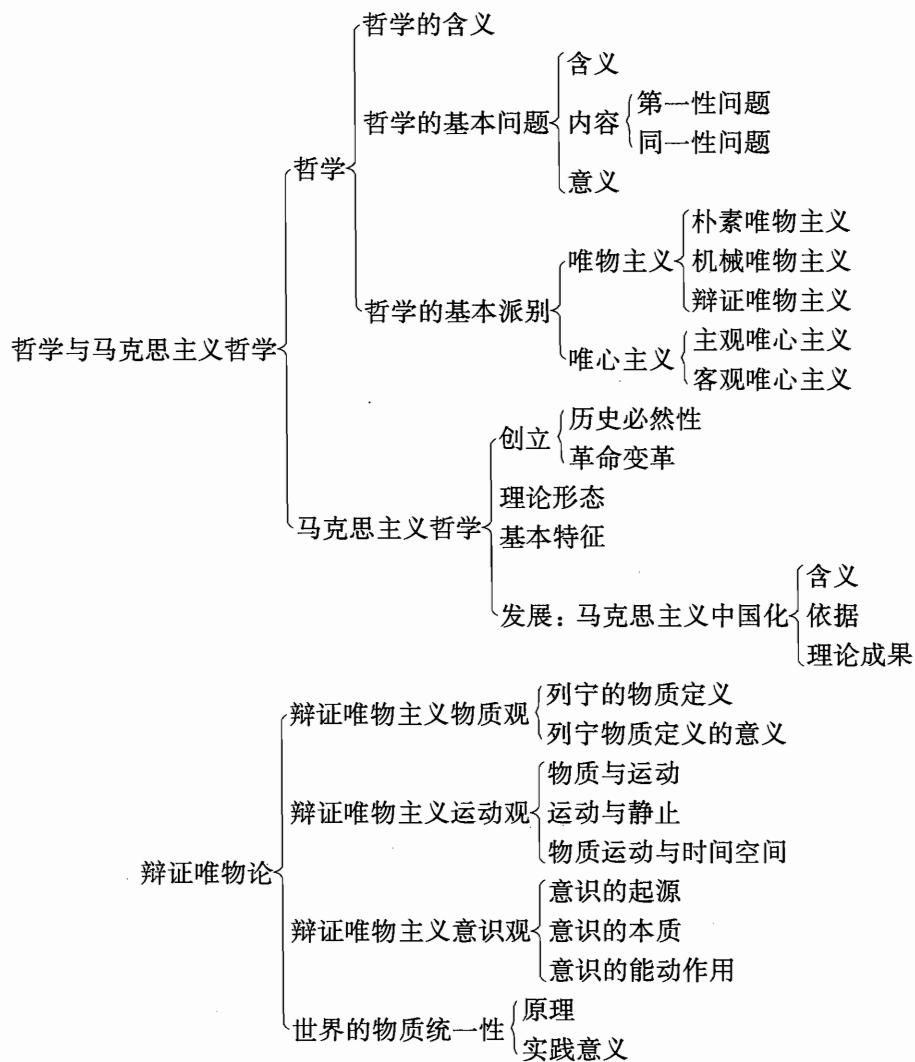 哲学的含义
含义
第一性问题
哲学的基本问题
内容
同一性问题
哲学
意义
朴素唯物主义
唯物主义
机械唯物主义
辩证唯物主义
哲学的基本派别
哲学与马克思主义哲学
主观唯心主义
唯心主义
客观唯心主义
历史必然性
创立
革命变革
理论形态
马克思主义哲学
基本特征
含义
发展：马克思主义中国化
依据
理论成果
列宁的物质定义
辩证唯物主义物质观
列宁物质定义的意义
物质与运动
辩证唯物主义运动观
运动与静止
物质运动与时间空间
辩证唯物论
意识的起源
辩证唯物主义意识观
意识的本质
意识的能动作用
原理
世界的物质统一性
实践意义